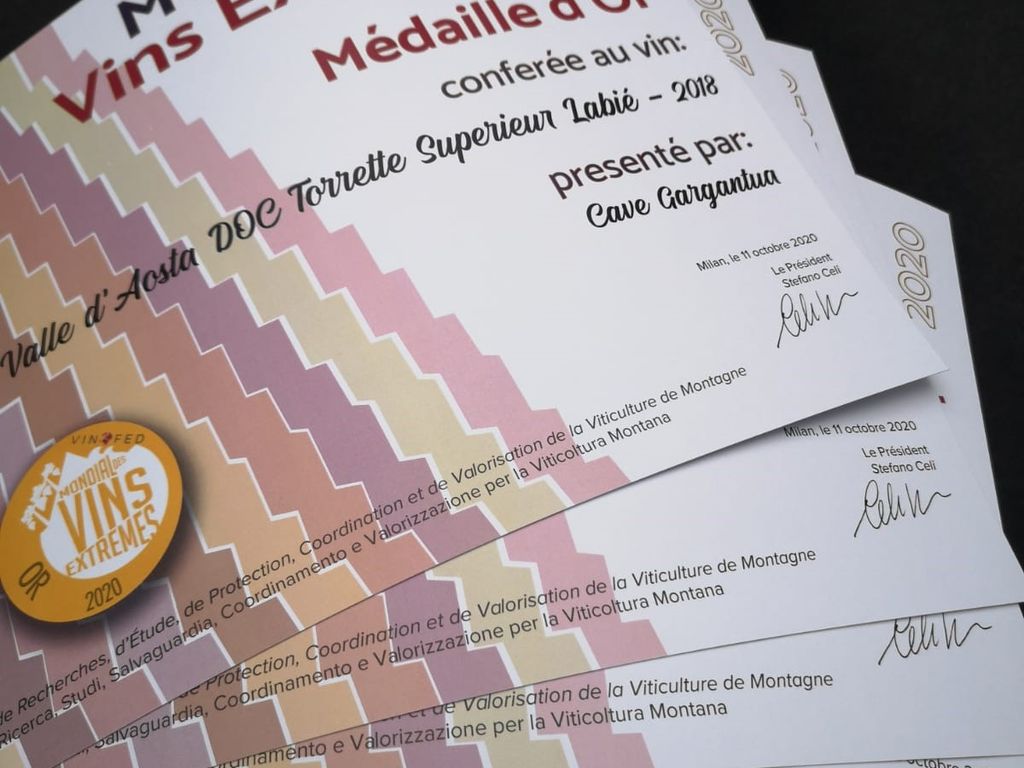 M
Vins Ex
Médaille d'Or
conferée au vin:
Valle d'Aosta DOC Torrette Superieur Labié - 2018
presenté par:
Cave Gargantua
Milan, le 11 octobre 2020
Le Président
Stefano Celi
VINOFED
MONDIAL DES
VINS
EXTRÊMES
OR
2020
de Recherches, d'Étude, de Protection, Coordination et de Valorisation de la Viticulture de Montagne
Ricerca, Studi, Salvaguardia, Coordinamento e Valorizzazione per la Viticoltura Montana
2020
2020
Milan, le 11 octobre 2020
Le Président
Stefano Celi
de Protection, Coordination et de Valorisation de la Viticulture de Montagne
Salvaguardia, Coordinamento e Valorizzazione per la Viticoltura Montana
et de Valorisation de la Viticulture de Montagne
dinamento e Valorizzazione per la Viticoltura Montana